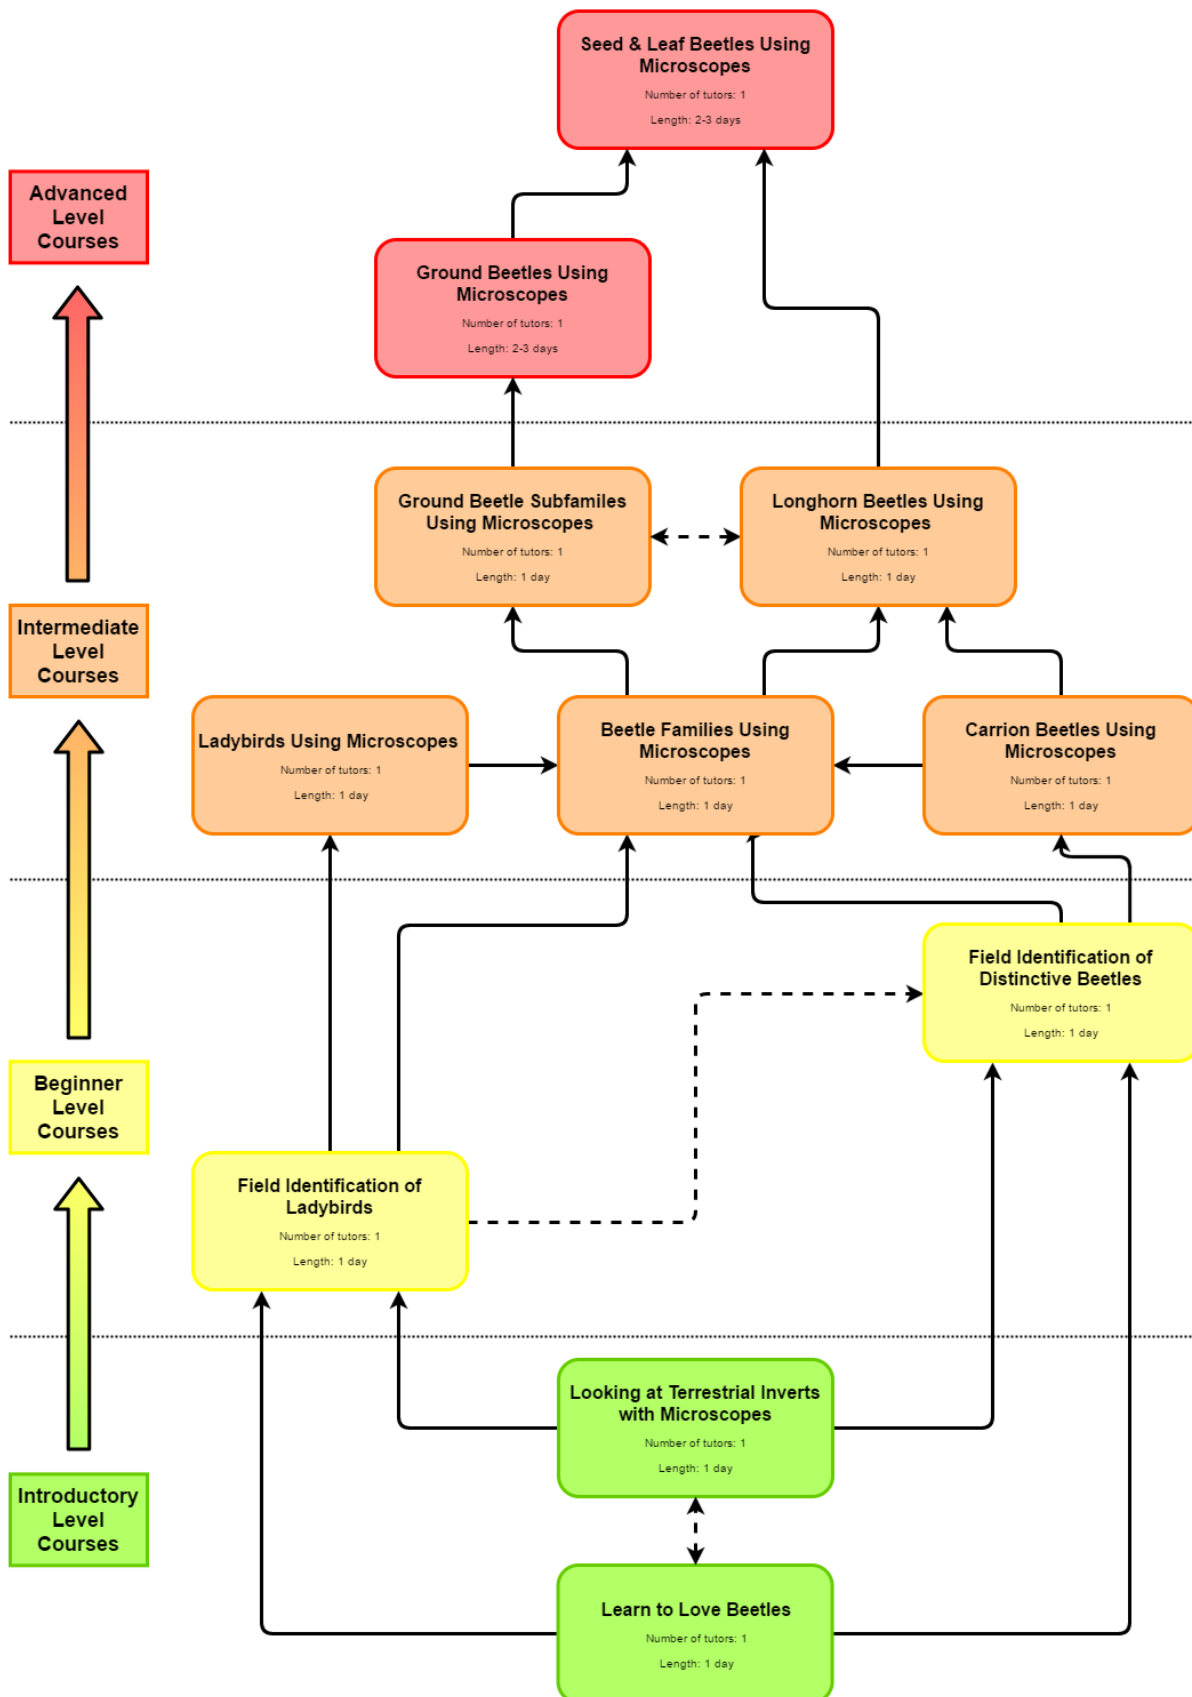 Seed & Leaf Beetles Using
Microscopes
Number of tutors: 1
Length: 2-3 days
Advanced
Level
Courses
Ground Beetles Using
Microscopes
Number of tutors: 1
Length: 2-3 days
Ground Beetle Subfamiles
Using Microscopes
Number of tutors: 1
Length: 1 day
Longhorn Beetles Using
Microscopes
Number of tutors: 1
Length: 1 day
Intermediate
Level
Courses
Ladybirds Using Microscopes
Number of tutors: 1
Length: 1 day
Beetle Families Using
Microscopes
Number of tutors: 1
Length: 1 day
Carrion Beetles Using
Microscopes
Number of tutors: 1
Length: 1 day
Field Identification of
Distinctive Beetles
Number of tutors: 1
Length: 1 day
Beginner
Level
Courses
Field Identification of
Ladybirds
Number of tutors: 1
Length: 1 day
Looking at Terrestrial Inverts
with Microscopes
Number of tutors: 1
Length: 1 day
Introductory
Level
Courses
Learn to Love Beetles
Number of tutors: 1
Length: 1 day